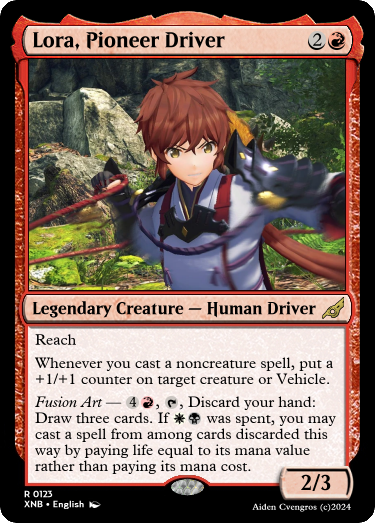 Lora, Pioneer Driver 2
Legendary Creature — Human Driver
Reach
Whenever you cast a noncreature spell, put a
+1/+1 counter on target creature or Vehicle.
Fusion Art — 4 , , Discard your hand:
Draw three cards. If was spent, you may
cast a spell from among cards discarded this
way by paying life equal to its mana value
rather than paying its mana cost.
2/3
R 0123
XNB • English
Aiden Cvengros (c)2024